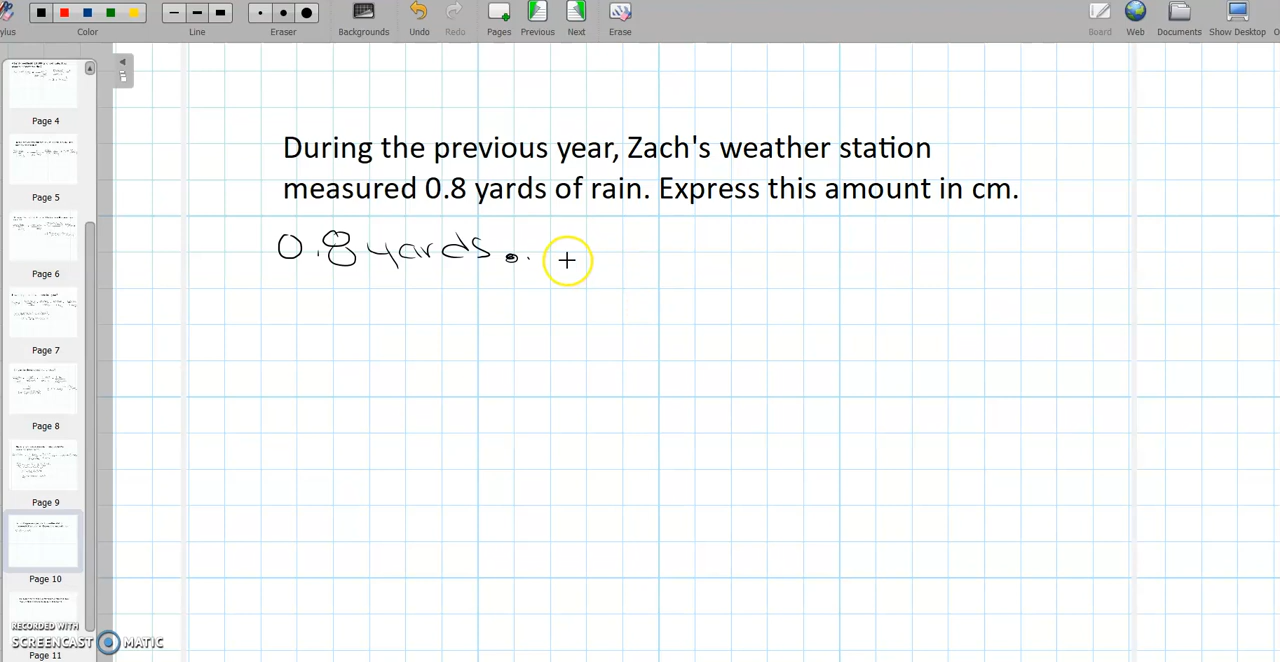 ylus
Color
Line
Eraser
Backgrounds
Undo
Redo
Pages
Previous
Next
Erase
Board
Web
Documents
Show Desktop
Page 4
Page 5
Page 6
Page 7
Page 8
Page 9
Page 10
Page 11
During the previous year, Zach's weather station
measured 0.8 yards of rain. Express this amount in cm.
0.8 yards .
RECORDED WITH
SCREENCAST MATIC